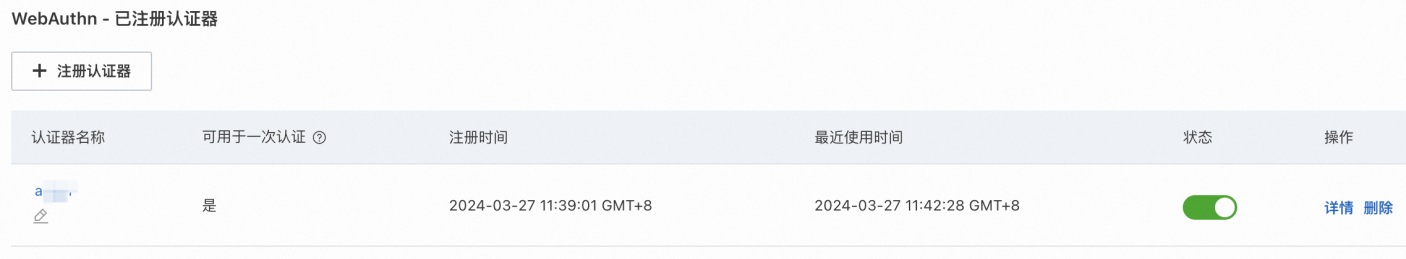 WebAuthn - 已注册认证器
+ 注册认证器
认证器名称 可用于一次认证 ? 注册时间 最近使用时间 状态 操作
是 2024-03-27 11:39:01 GMT+8 2024-03-27 11:42:28 GMT+8 详情 删除